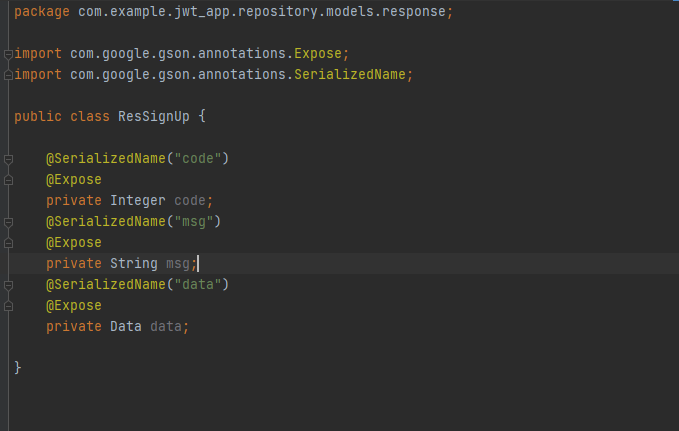 package com.example.jwt_app.repository.models.response;
import com.google.gson.annotations.Expose;
import com.google.gson.annotations.SerializedName;
public class ResSignUp {
@SerializedName("code")
@Expose
private Integer code;
@SerializedName("msg")
@Expose
private String msg;
@SerializedName("data")
@Expose
private Data data;
}